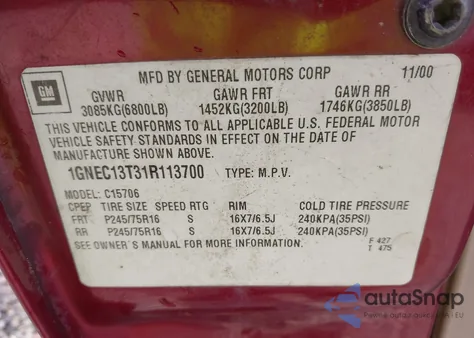 MFD BY GENERAL MOTORS CORP 11/00
GM
GVWR GAWR FRT GAWR RR
3085KG(6800LB) 1452KG(3200LB) 1746KG(3850LB)
THIS VEHICLE CONFORMS TO ALL APPLICABLE U.S. FEDERAL MOTOR
VEHICLE SAFETY STANDARDS IN EFFECT ON THE DATE OF
MANUFACTURE SHOWN ABOVE.
1GNEC13T31R113700 TYPE: M.P.V.
MODEL: C15706
CPEP TIRE SIZE SPEED RTG RIM COLD TIRE PRESSURE
FRT P245/75R16 S 16X7/6.5J 240KPA(35PSI)
RR P245/75R16 S 16X7/6.5J 240KPA(35PSI)
SEE OWNER'S MANUAL FOR MORE INFORMATION.
F 427
T 475
autaSnap